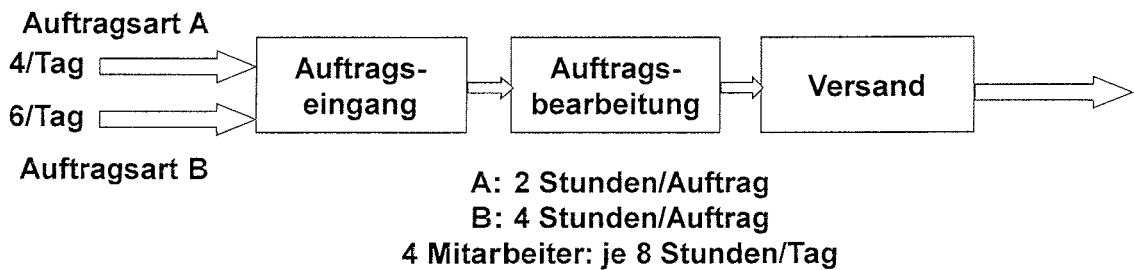 Auftragsart A
4/Tag
6/Tag
Auftragsart B
Auftrags-
eingang
Auftrags-
bearbeitung
Versand
A: 2 Stunden/Auftrag
B: 4 Stunden/Auftrag
4 Mitarbeiter: je 8 Stunden/Tag